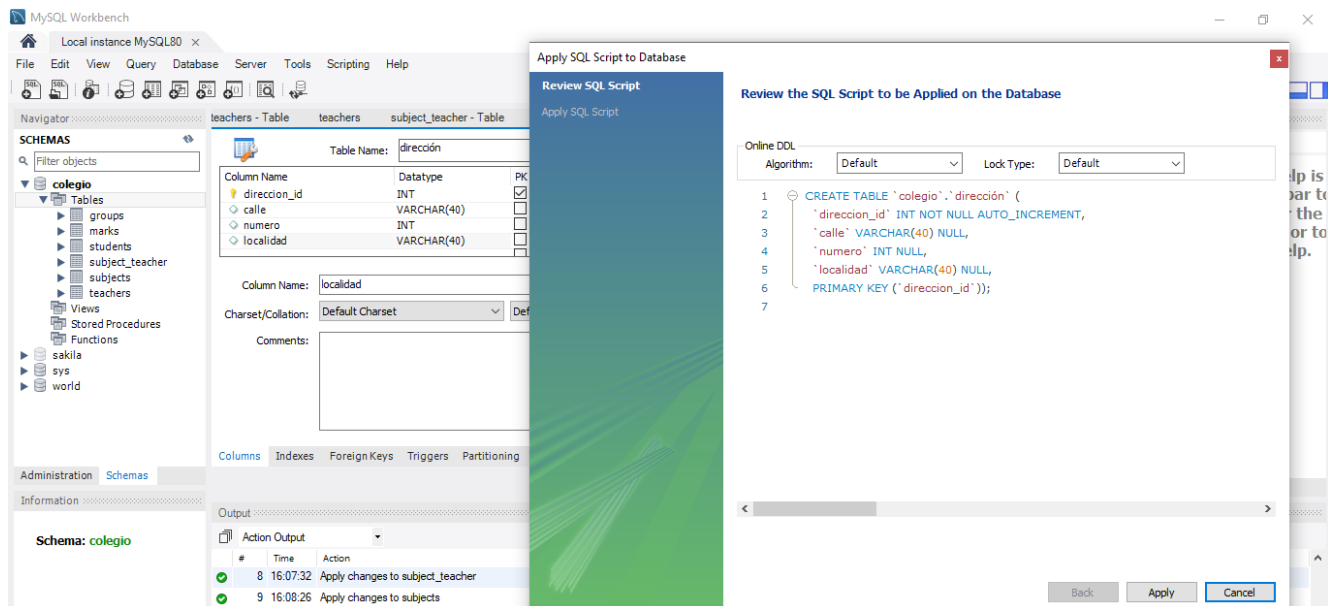 MySQL Workbench
Local instance MySQL80
File Edit View Query Database Server Tools Scripting Help
Navigator
SCHEMAS
Filter objects
colegio
Tables
groups
marks
students
subject_teacher
subjects
teachers
Views
Stored Procedures
Functions
sakila
sys
world
Administration Schemas
Information
Schema: colegio
teachers - Table teachers subject_teacher - Table
Table Name: dirección
Column Name Datatype PK
direccion_id INT
calle VARCHAR(40)
numero INT
localidad VARCHAR(40)
Column Name: localidad
Charset/Collation: Default Charset Def
Comments:
Columns Indexes Foreign Keys Triggers Partitioning
Output
Action Output
# Time Action
8 16:07:32 Apply changes to subject_teacher
9 16:08:26 Apply changes to subjects
Apply SQL Script to Database
x
Review SQL Script
Apply SQL Script
Review the SQL Script to be Applied on the Database
Online DDL
Algorithm: Default Lock Type: Default
1 CREATE TABLE `colegio`.`dirección` (
2 `direccion_id` INT NOT NULL AUTO_INCREMENT,
3 `calle` VARCHAR(40) NULL,
4 `numero` INT NULL,
5 `localidad` VARCHAR(40) NULL,
6 PRIMARY KEY (`direccion_id`));
7
Back Apply Cancel
the
or to